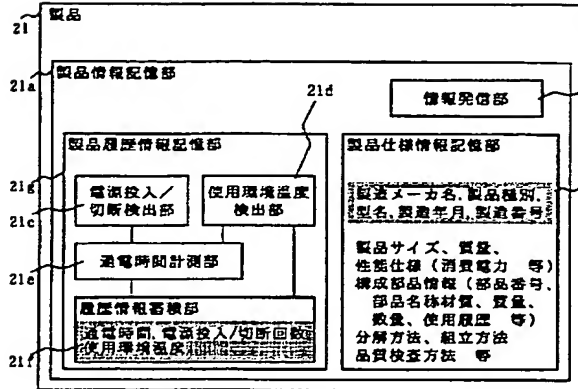 21
製品
21a
製品情報記憶部
21d
情報発信部
製品履歴情報記憶部
21g
電源投入/
切断検出部
21c
使用環境温度
検出部
通電時間計測部
21e
履歴情報蓄積部
通電時間、電源投入/切断回数
使用環境温度
21f
製品仕様情報記憶部
製造メーカ名、製品種別、
型名、製造年月、製造番号
製品サイズ、質量、
性能仕様(消費電力 等)
構成部品情報(部品番号、
部品名称材質、質量、
数量、使用履歴 等)
分解方法、組立方法
品質検査方法 等